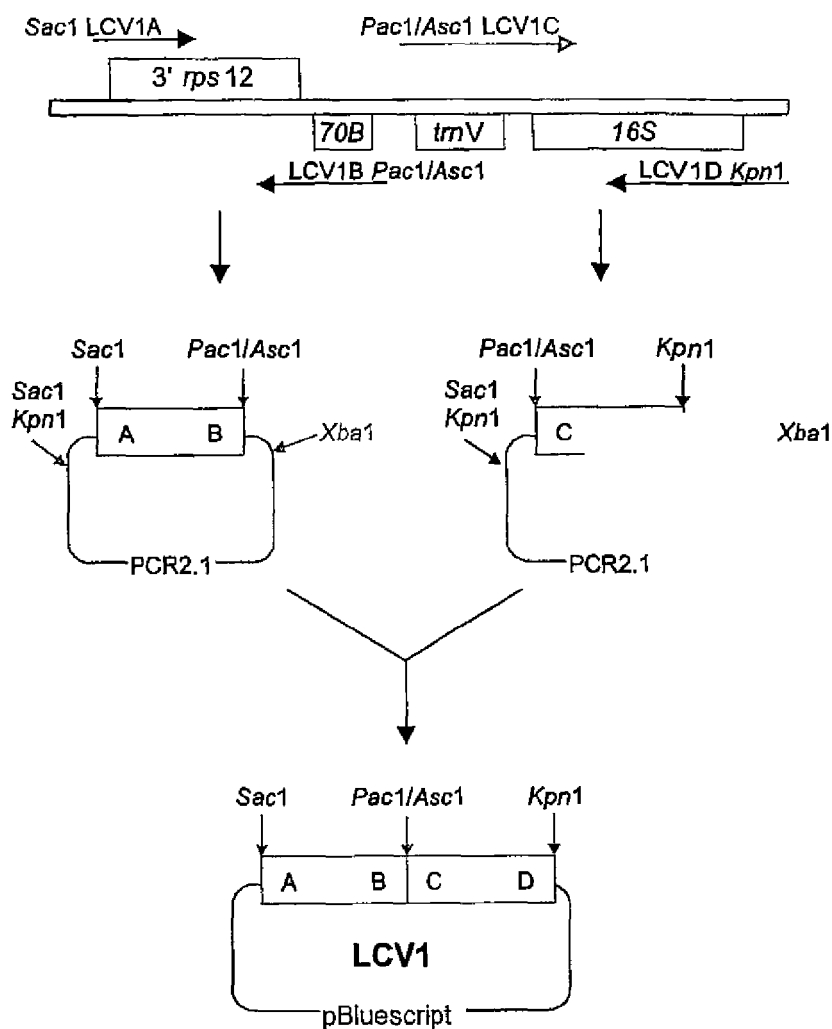 Sac1 LCV1A
Pac1/Asc1 LCV1C
3' rps 12
70B
trnV
16S
LCV1B Pac1/Asc1
LCV1D Kpn1
Sac1
Pac1/Asc1
Sac1
Kpn1
A
B
Xba1
PCR2.1
Pac1/Asc1
Kpn1
Sac1
Kpn1
C
Xba1
PCR2.1
Sac1
Pac1/Asc1
Kpn1
A
B
C
D
LCV1
pBluescript